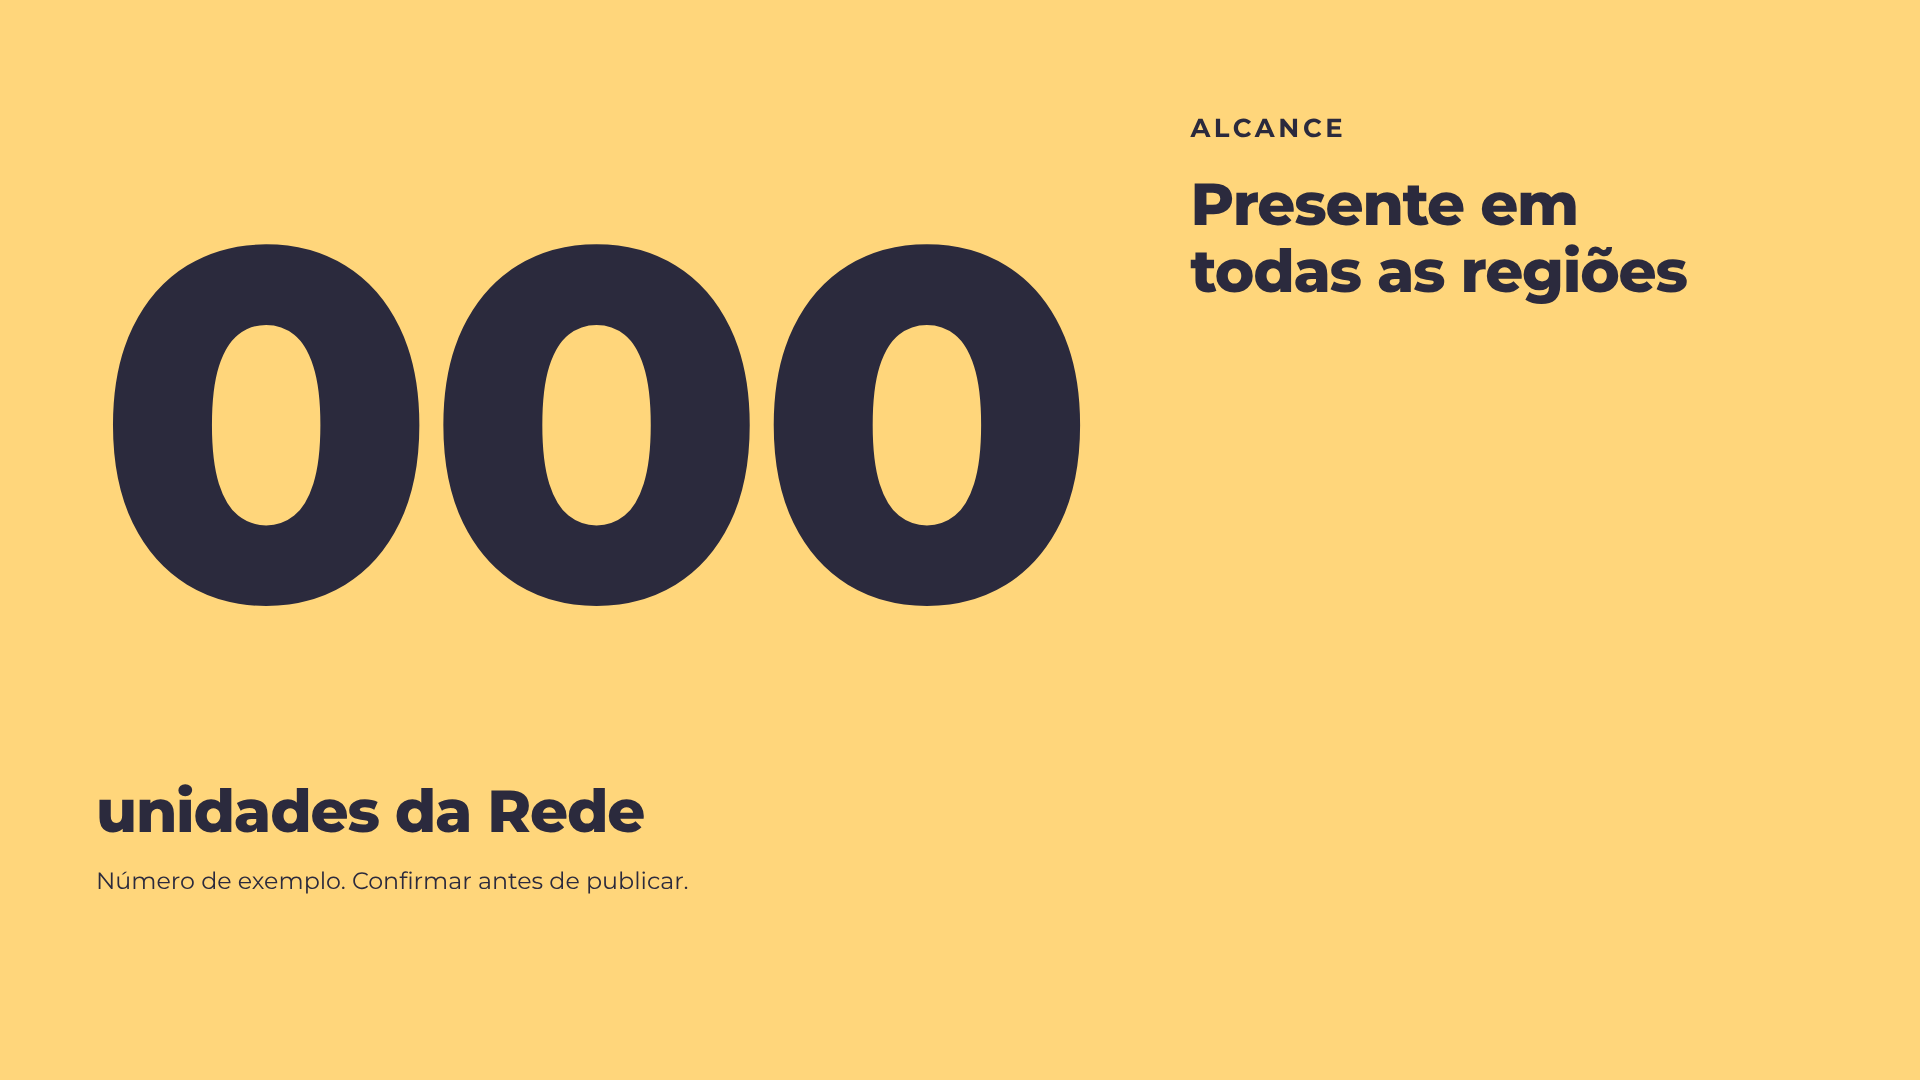 ALCANCE
Presente em
todas as regiões
000
unidades da Rede
Número de exemplo. Confirmar antes de publicar.